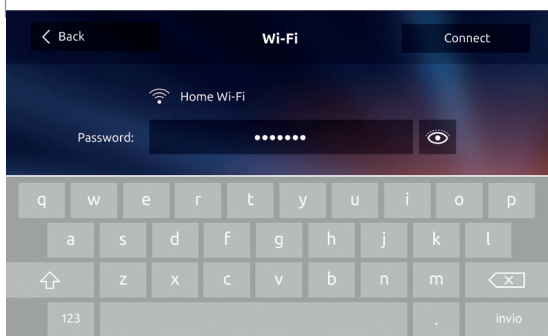 Back Wi-Fi Connect
Home Wi-Fi
Password: •••••••
q w e r t y u i o p
a s d f g h j k l
z x c v b n m
123 . invio